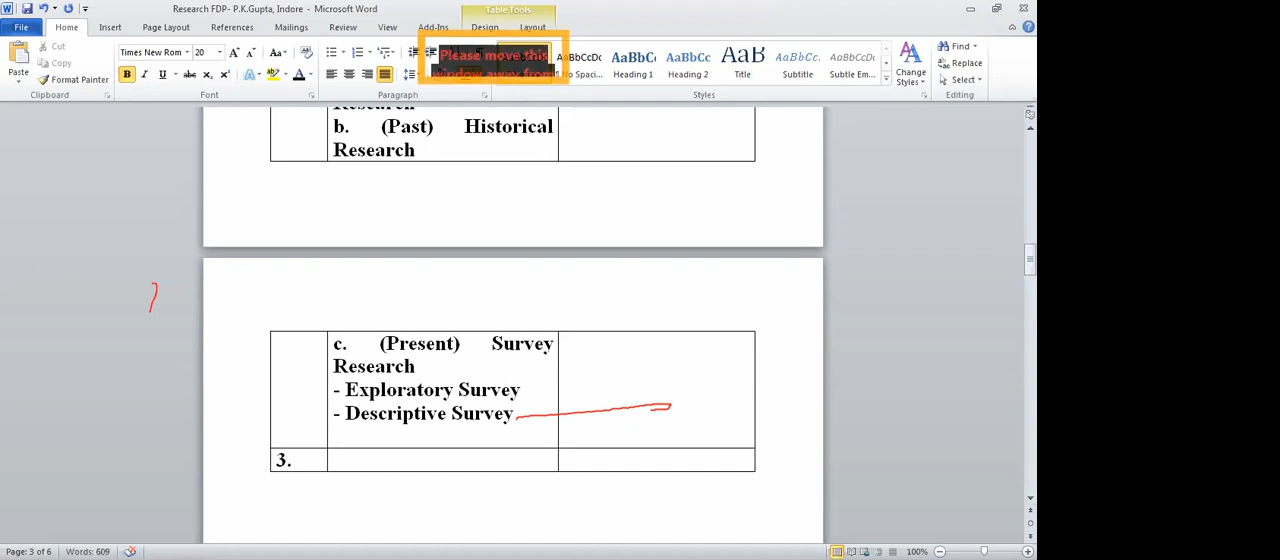 Research FDP- P.K.Gupta, Indore - Microsoft Word
Table Tools
File Home Insert Page Layout References Mailings Review View Add-Ins Design Layout
Paste
Cut
Copy
Format Painter
Clipboard
Times New Rom 20
Font
Paragraph
Please move this
window away from
AaBbCc AaBbCc AaB AaBbCc. AaBbCcDc
No Spaci... Heading 1 Heading 2 Title Subtitle Subtle Em...
Change
Styles
Styles
Find
Replace
Select
Editing
Research
b. (Past) Historical
Research
c. (Present) Survey
Research
- Exploratory Survey
- Descriptive Survey
3.
Page: 3 of 6 Words: 609
100%